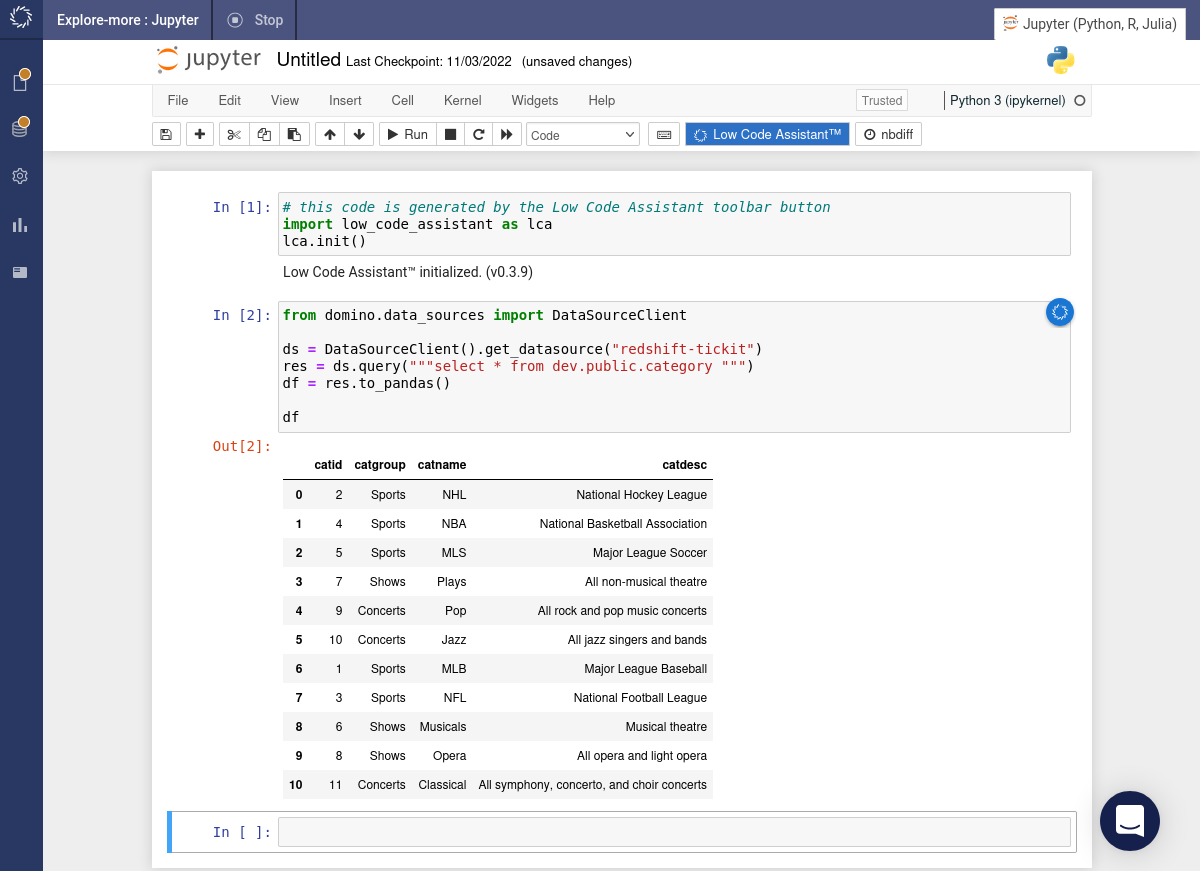 Explore-more : Jupyter
Stop
Jupyter (Python, R, Julia)
jupyter Untitled Last Checkpoint: 11/03/2022 (unsaved changes)
File Edit View Insert Cell Kernel Widgets Help Trusted Python 3 (ipykernel)
Run Code Low Code Assistant™ nbdiff
In [1]: # this code is generated by the Low Code Assistant toolbar button
import low_code_assistant as lca
lca.init()
Low Code Assistant™ initialized. (v0.3.9)
In [2]: from domino.data_sources import DataSourceClient
ds = DataSourceClient().get_datasource("redshift-tickit")
res = ds.query("""select * from dev.public.category """)
df = res.to_pandas()
df
Out[2]:
catid catgroup catname catdesc
0 2 Sports NHL National Hockey League
1 4 Sports NBA National Basketball Association
2 5 Sports MLS Major League Soccer
3 7 Shows Plays All non-musical theatre
4 9 Concerts Pop All rock and pop music concerts
5 10 Concerts Jazz All jazz singers and bands
6 1 Sports MLB Major League Baseball
7 3 Sports NFL National Football League
8 6 Shows Musicals Musical theatre
9 8 Shows Opera All opera and light opera
10 11 Concerts Classical All symphony, concerto, and choir concerts
In [ ]: